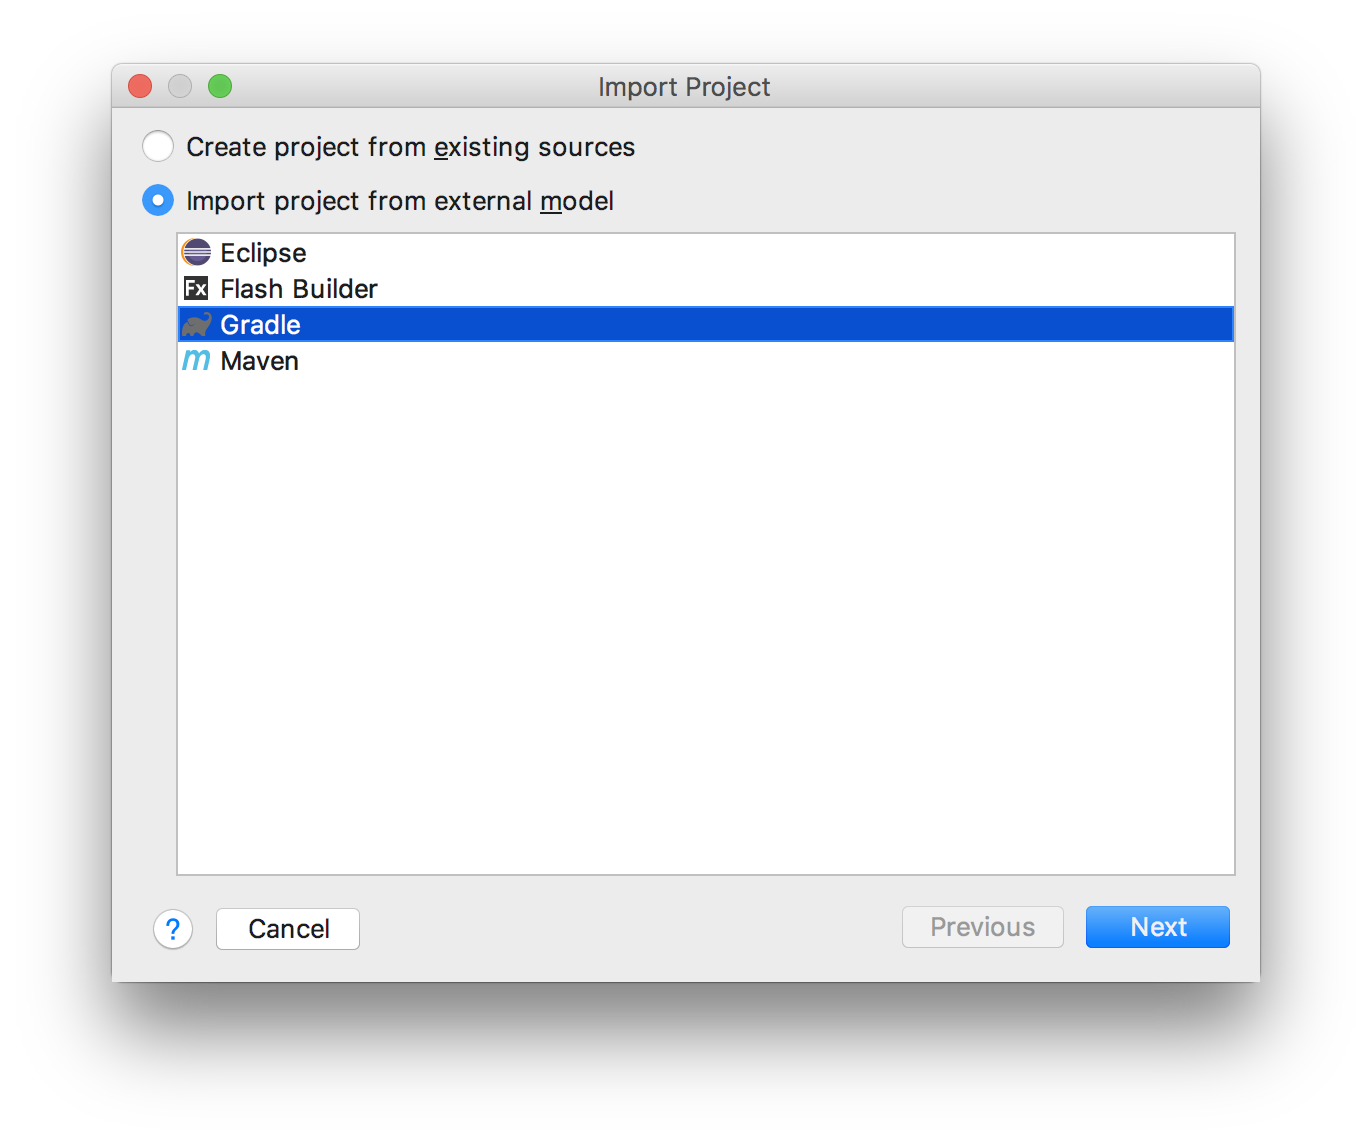 Import Project
Create project from existing sources
Import project from external model
Eclipse
Fx Flash Builder
Gradle
m Maven
? Cancel Previous Next